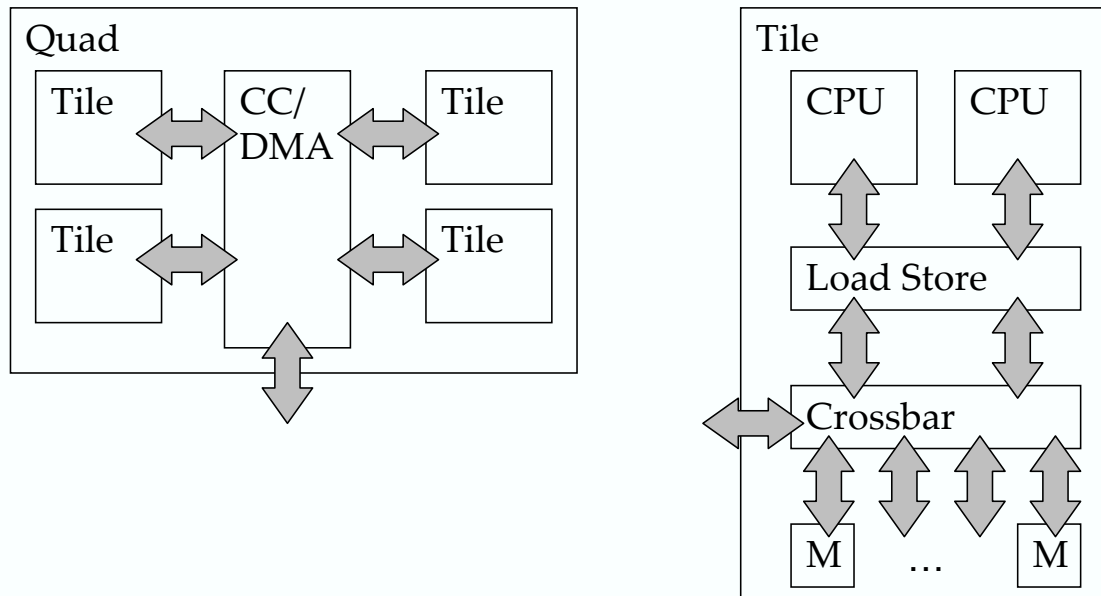 Quad
Tile
CC/
DMA
Tile
Tile
Tile
Tile
CPU
CPU
Load Store
Crossbar
M
...
M